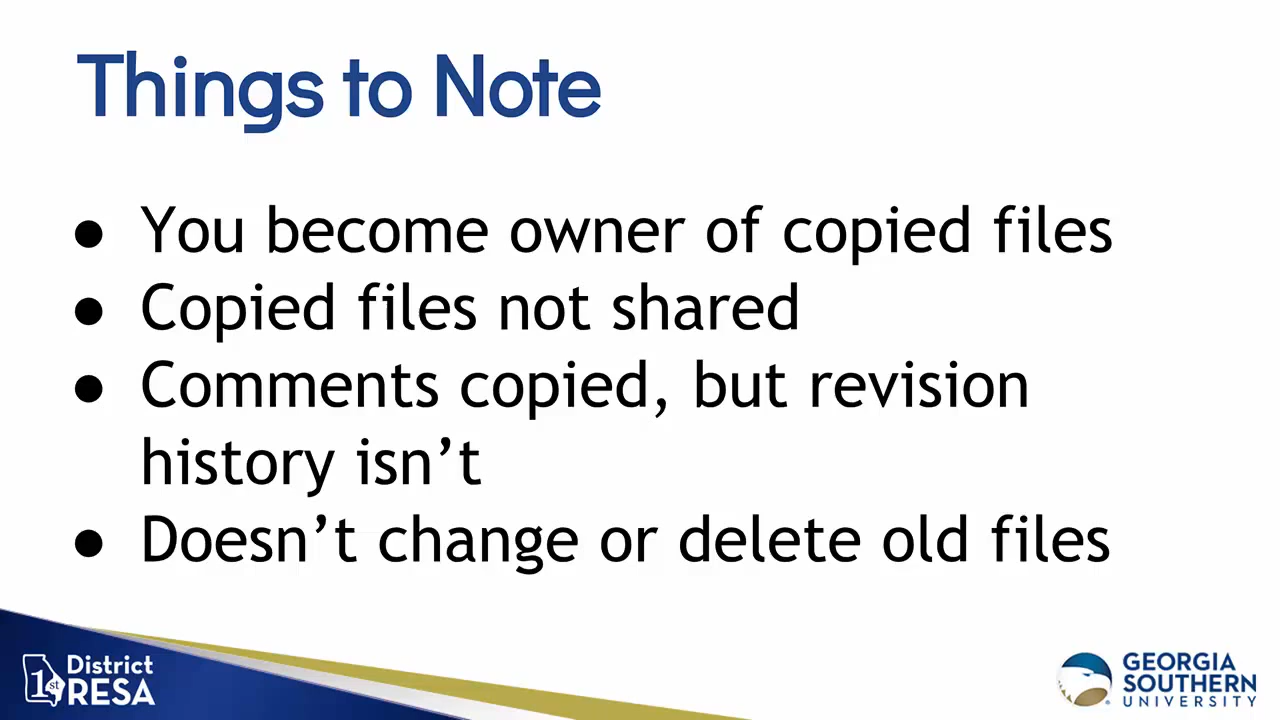 Things to Note
● You become owner of copied files
● Copied files not shared
● Comments copied, but revision
history isn’t
● Doesn’t change or delete old files
1st District
RESA
GEORGIA
SOUTHERN
UNIVERSITY